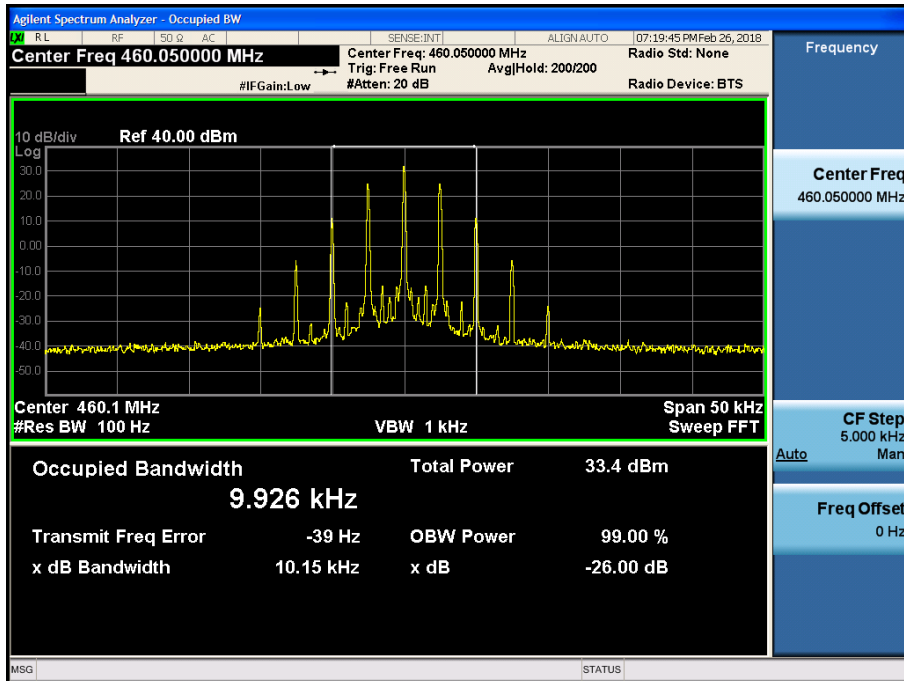 Agilent Spectrum Analyzer - Occupied BW
LXI RL RF 50 Ω AC SENSE:INT ALIGN AUTO 07:19:45 PM Feb 26, 2018
Center Freq 460.050000 MHz
#IFGain:Low
Center Freq: 460.050000 MHz
Trig: Free Run Avg|Hold: 200/200
#Atten: 20 dB
Radio Std: None
Radio Device: BTS
10 dB/div Ref 40.00 dBm
Log
30.0
20.0
10.0
0.00
-10.0
-20.0
-30.0
-40.0
-50.0
Center 460.1 MHz Span 50 kHz
#Res BW 100 Hz VBW 1 kHz Sweep FFT
Occupied Bandwidth Total Power 33.4 dBm
9.926 kHz
Transmit Freq Error -39 Hz OBW Power 99.00 %
x dB Bandwidth 10.15 kHz x dB -26.00 dB
Frequency
Center Freq
460.050000 MHz
CF Step
5.000 kHz
Auto Man
Freq Offset
0 Hz
MSG STATUS